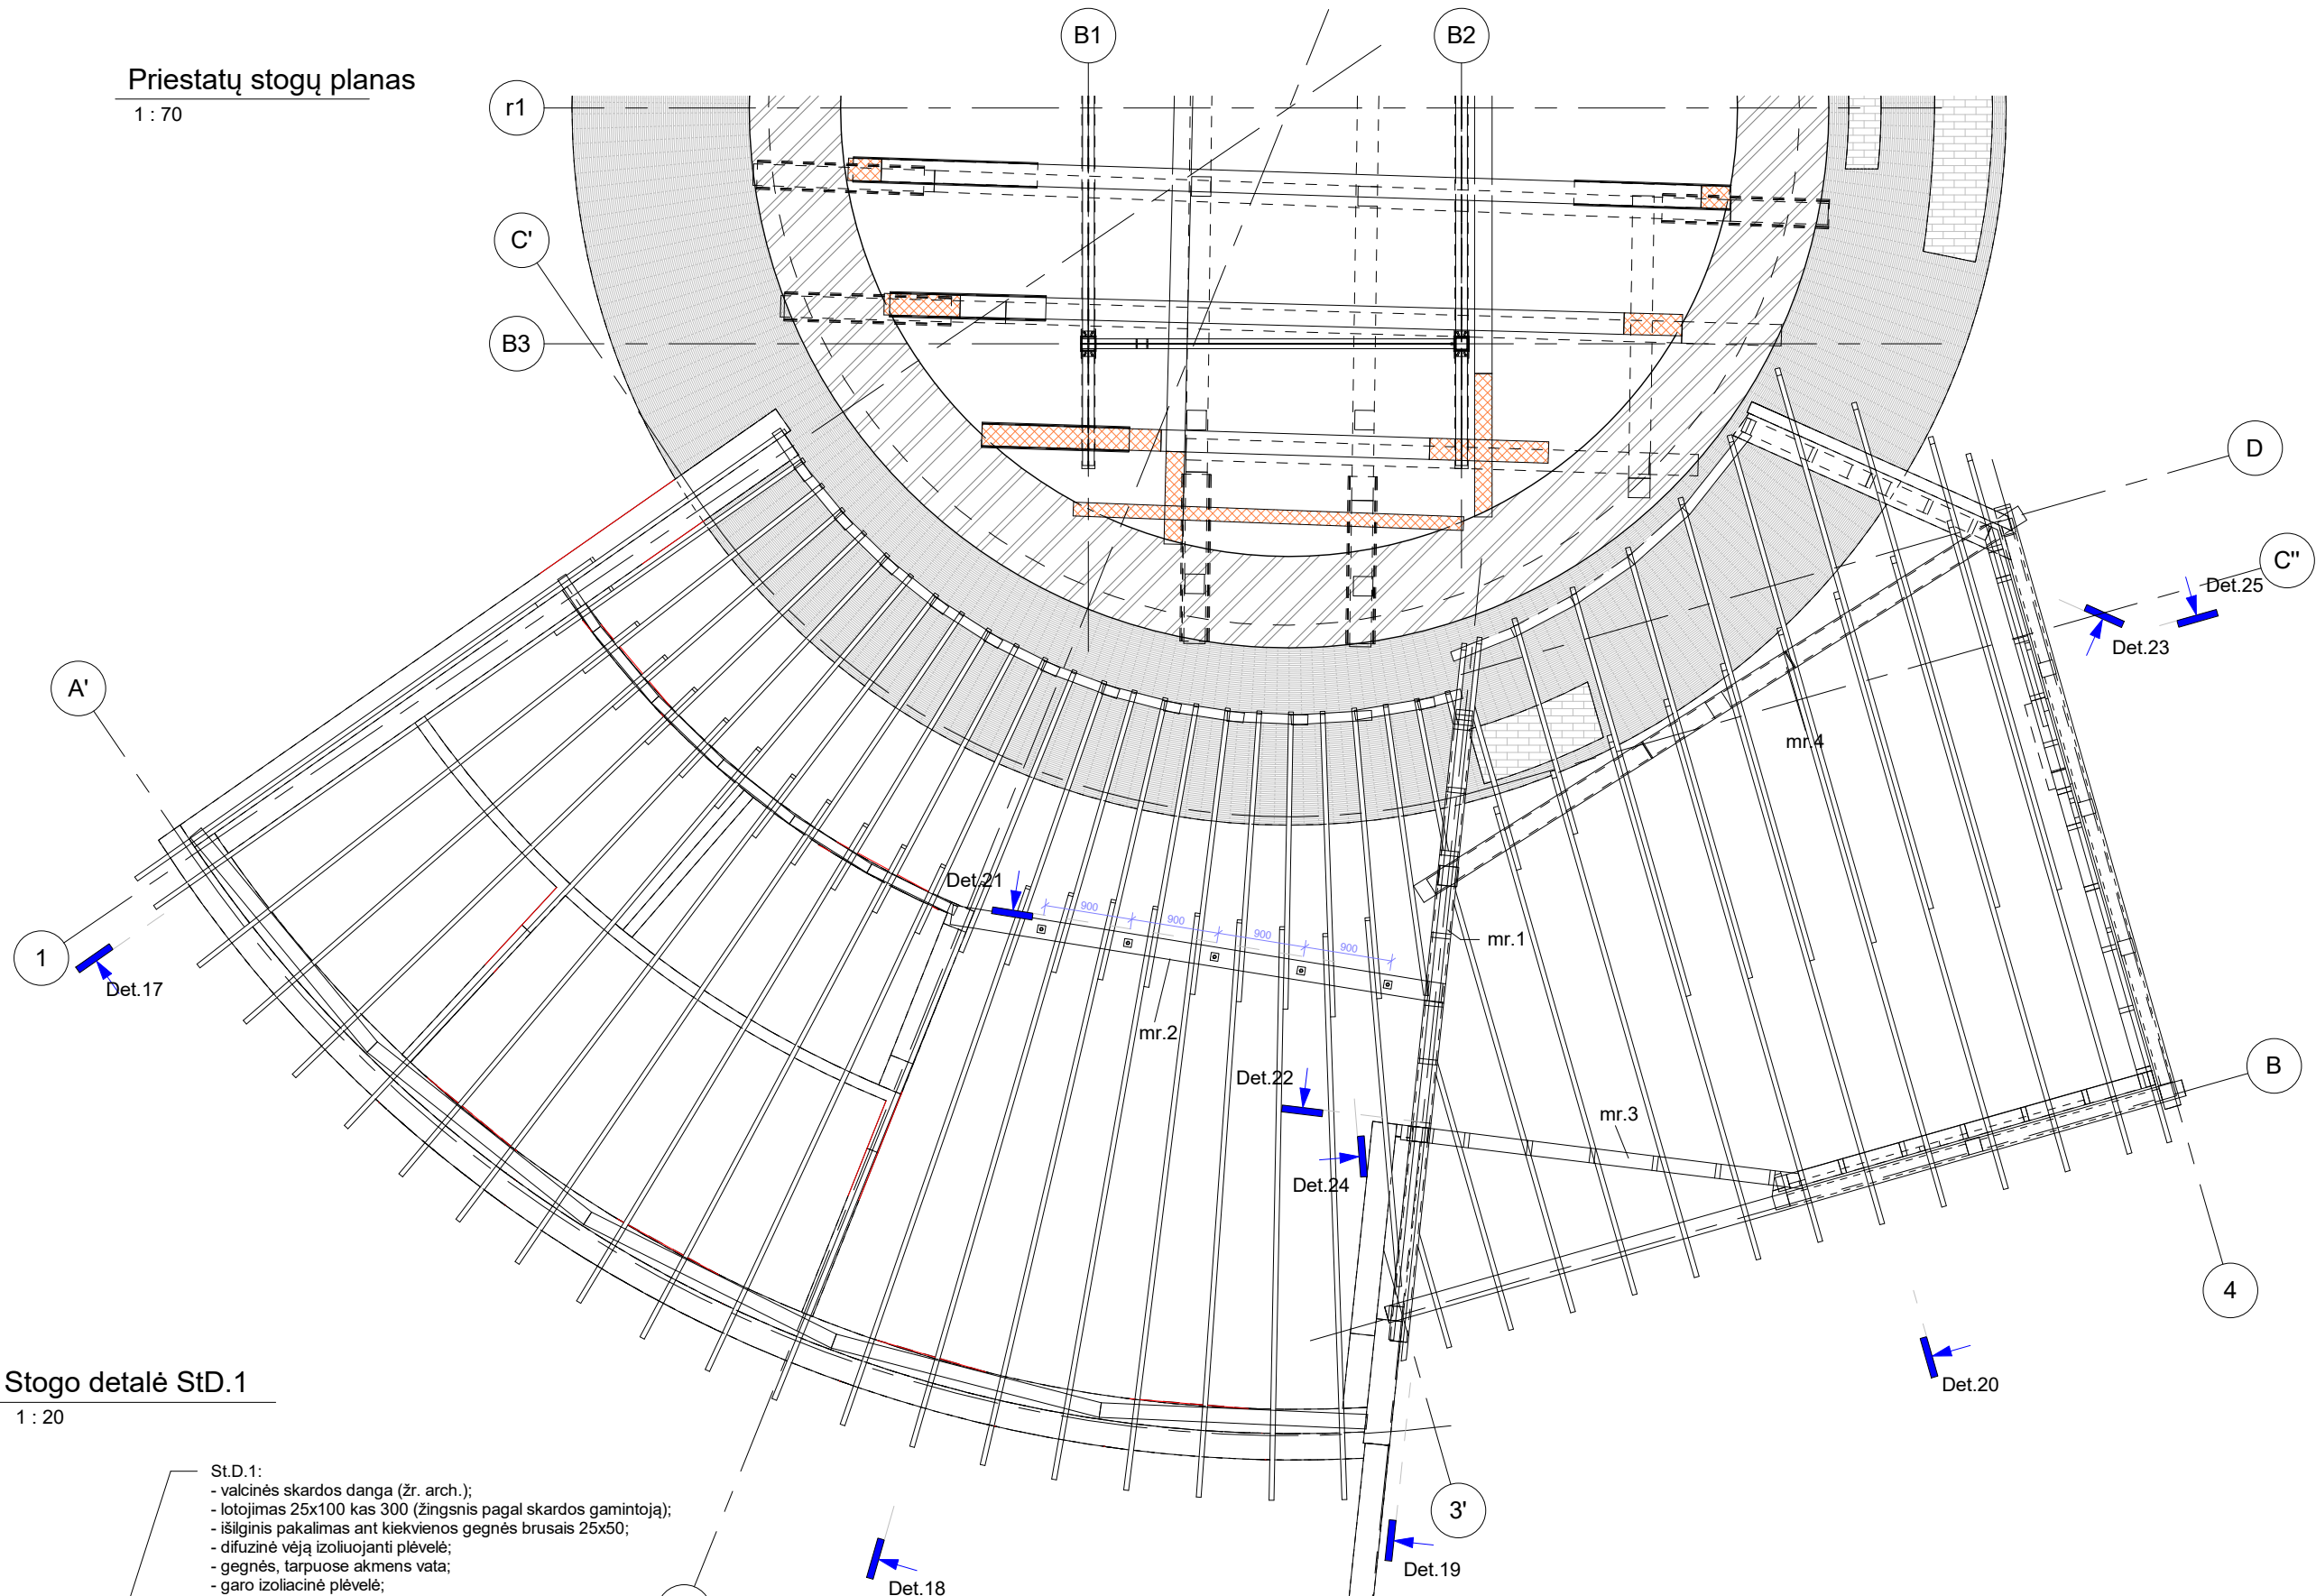 B1
B2
Priestatų stogų planas
1 : 70
r1
C'
B3
D
C"
Det.25
Det.23
A'
mr.4
Det.21
900
900
900
900
mr.1
1
Det.17
mr.2
Det.22
mr.3
B
Det.24
4
Det.20
Stogo detalė StD.1
1 : 20
St.D.1:
- valcinės skardos danga (žr. arch.);
- lotojimas 25x100 kas 300 (žingsnis pagal skardos gamintoją);
- išilginis pakalimas ant kiekvienos gegnės brusais 25x50;
- difuzinė vėją izoliuojanti plėvelė;
- gegnės, tarpuose akmens vata;
- garo izoliacinė plėvelė;
3'
Det.19
Det.18